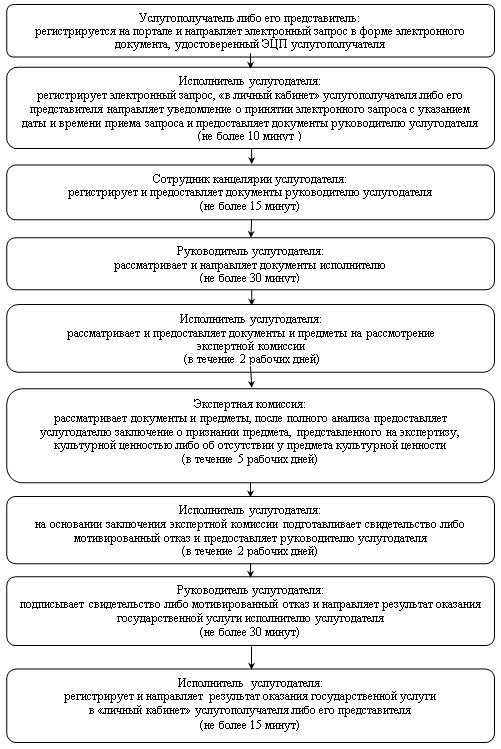 Услугополучатель либо его представитель:
регистрируется на портале и направляет электронный запрос в форме электронного
документа, удостоверенный ЭЦП услугополучателя
Исполнитель услугодателя:
регистрирует электронный запрос, «в личный кабинет» услугополучателя либо его
представителя направляет уведомление о принятии электронного запроса с указанием
даты и времени приема запроса и предоставляет документы руководителю услугодателя
(не более 10 минут )
Сотрудник канцелярии услугодателя:
регистрирует и предоставляет документы руководителю услугодателя
(не более 15 минут)
Руководитель услугодателя:
рассматривает и направляет документы исполнителю
(не более 30 минут)
Исполнитель услугодателя:
рассматривает и предоставляет документы и предметы на рассмотрение
экспертной комиссии
(в течение 2 рабочих дней)
Экспертная комиссия:
рассматривает документы и предметы, после полного анализа предоставляет
услугодателю заключение о признании предмета, представленного на экспертизу,
культурной ценностью либо об отсутствии у предмета культурной ценности
(в течение 5 рабочих дней)
Исполнитель услугодателя:
на основании заключения экспертной комиссии подготавливает свидетельство либо
мотивированный отказ и предоставляет руководителю услугодателя
(в течение 2 рабочих дней)
Руководитель услугодателя:
подписывает свидетельство либо мотивированный отказ и направляет результат оказания
государственной услуги исполнителю услугодателя
(не более 30 минут)
Исполнитель услугодателя:
регистрирует и направляет результат оказания государственной услуги
в «личный кабинет» услугополучателя либо его представителя
(не более 15 минут)